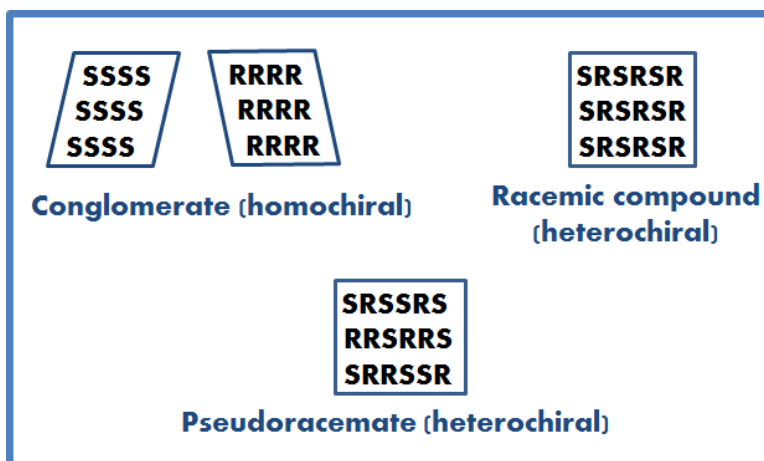 SSSS
SSSS
SSSS
RRRR
RRRR
RRRR
Conglomerate (homochiral)
SRSRSR
SRSRSR
SRSRSR
Racemic compound
(heterochiral)
SRSSRS
RRSRRS
SRRSSR
Pseudoracemate (heterochiral)